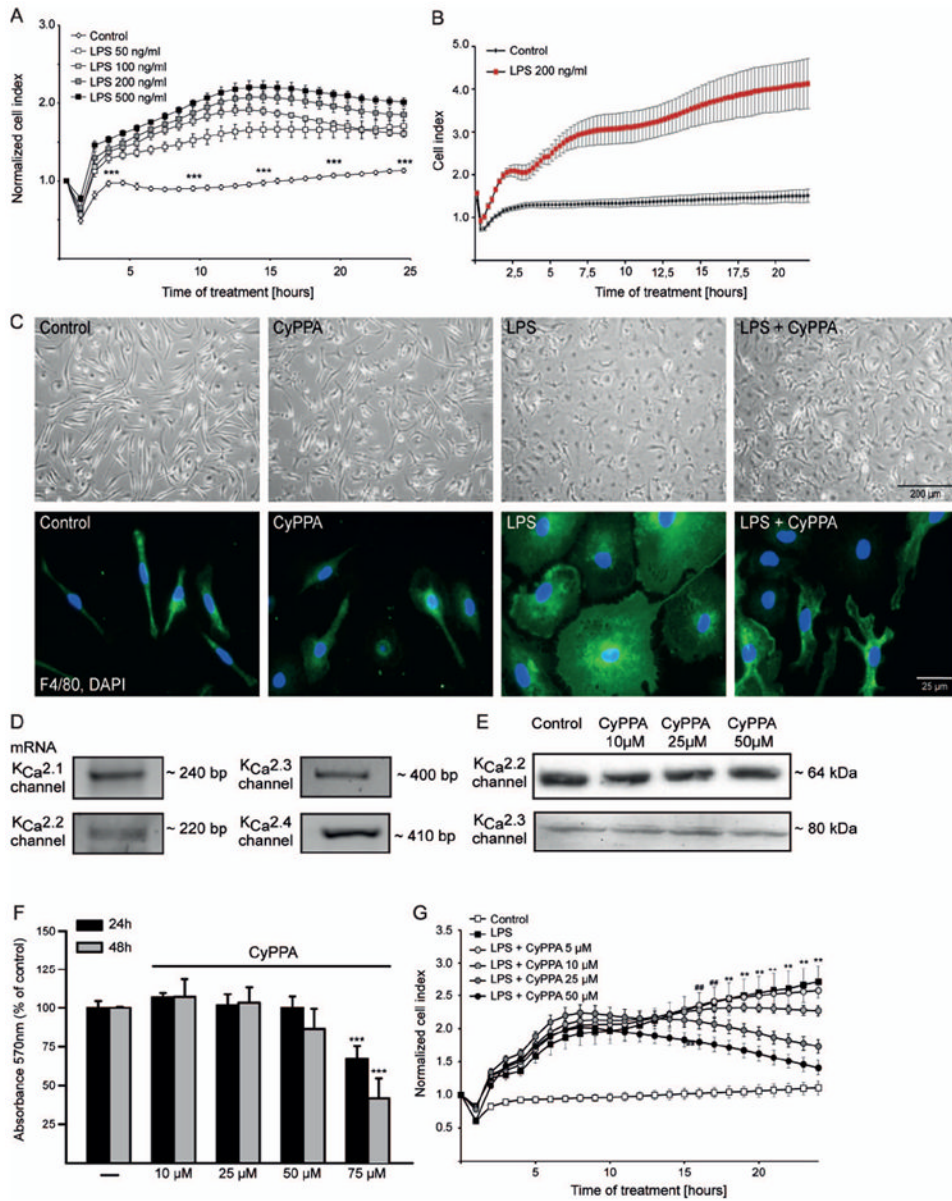 A
3.0
2.0
1.0
Normalized cell index
Control
LPS 50 ng/ml
LPS 100 ng/ml
LPS 200 ng/ml
LPS 500 ng/ml
*** *** *** *** ***
5 10 15 20 25
Time of treatment [hours]
B
5.0
4.0
3.0
2.0
1.0
Cell index
Control
LPS 200 ng/ml
2,5 5 7,5 10 12,5 15 17,5 20
Time of treatment [hours]
C
Control CyPPA LPS LPS + CyPPA
200 µm
Control CyPPA LPS LPS + CyPPA
F4/80, DAPI
25 µm
D
mRNA
KCa2.1 channel ~ 240 bp
KCa2.3 channel ~ 400 bp
KCa2.2 channel ~ 220 bp
KCa2.4 channel ~ 410 bp
E
Control CyPPA 10µM CyPPA 25µM CyPPA 50µM
KCa2.2 channel ~ 64 kDa
KCa2.3 channel ~ 80 kDa
F
24h
48h
CyPPA
150
125
100
75
50
25
Absorbance 570nm (% of control)
***
***
— 10 µM 25 µM 50 µM 75 µM
G
Control
LPS
LPS + CyPPA 5 µM
LPS + CyPPA 10 µM
LPS + CyPPA 25 µM
LPS + CyPPA 50 µM
## ## ** ** ** ** ** ** **
3.5
3.0
2.5
2.0
1.5
1.0
0.5
Normalized cell index
5 10 15 20
Time of treatment [hours]